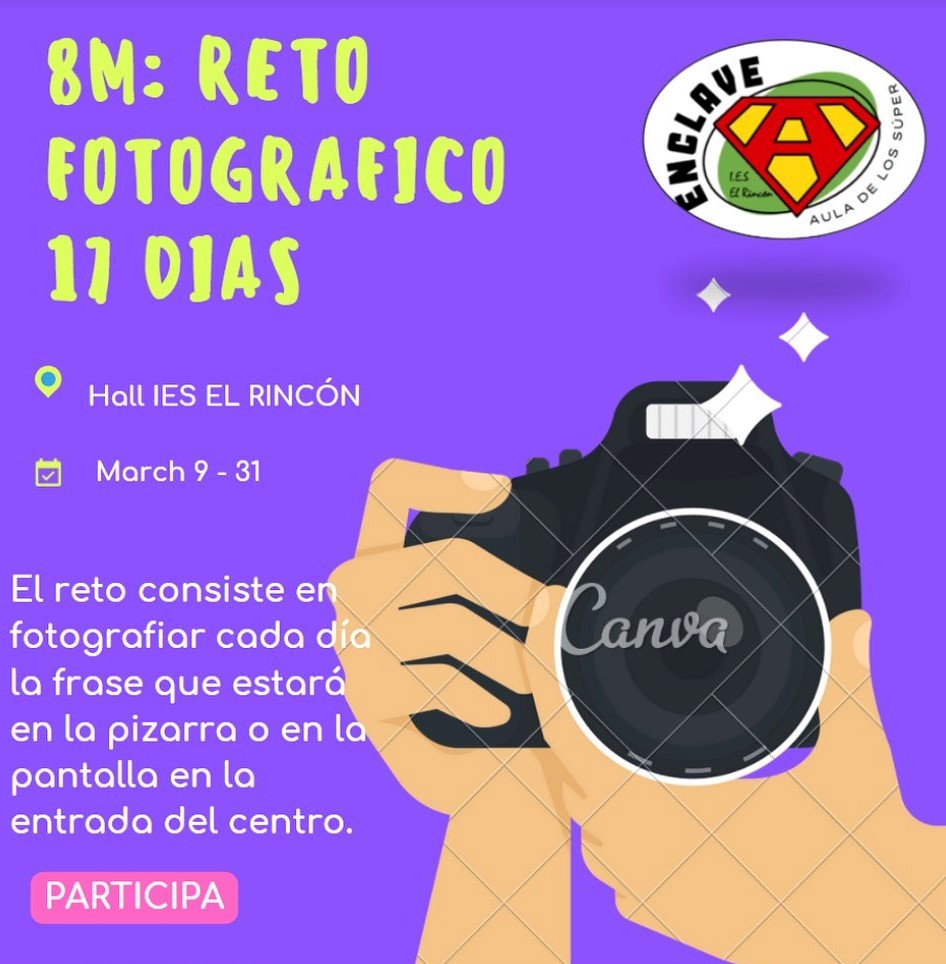 8M: RETO
FOTOGRAFICO
17 DIAS
ENCLAVE
A
I.E.S
El Rincón
AULA DE LOS SÚPER
Hall IES EL RINCÓN
March 9 - 31
El reto consiste en
fotografiar cada día
la frase que estará
en la pizarra o en la
pantalla en la
entrada del centro.
Canva
PARTICIPA